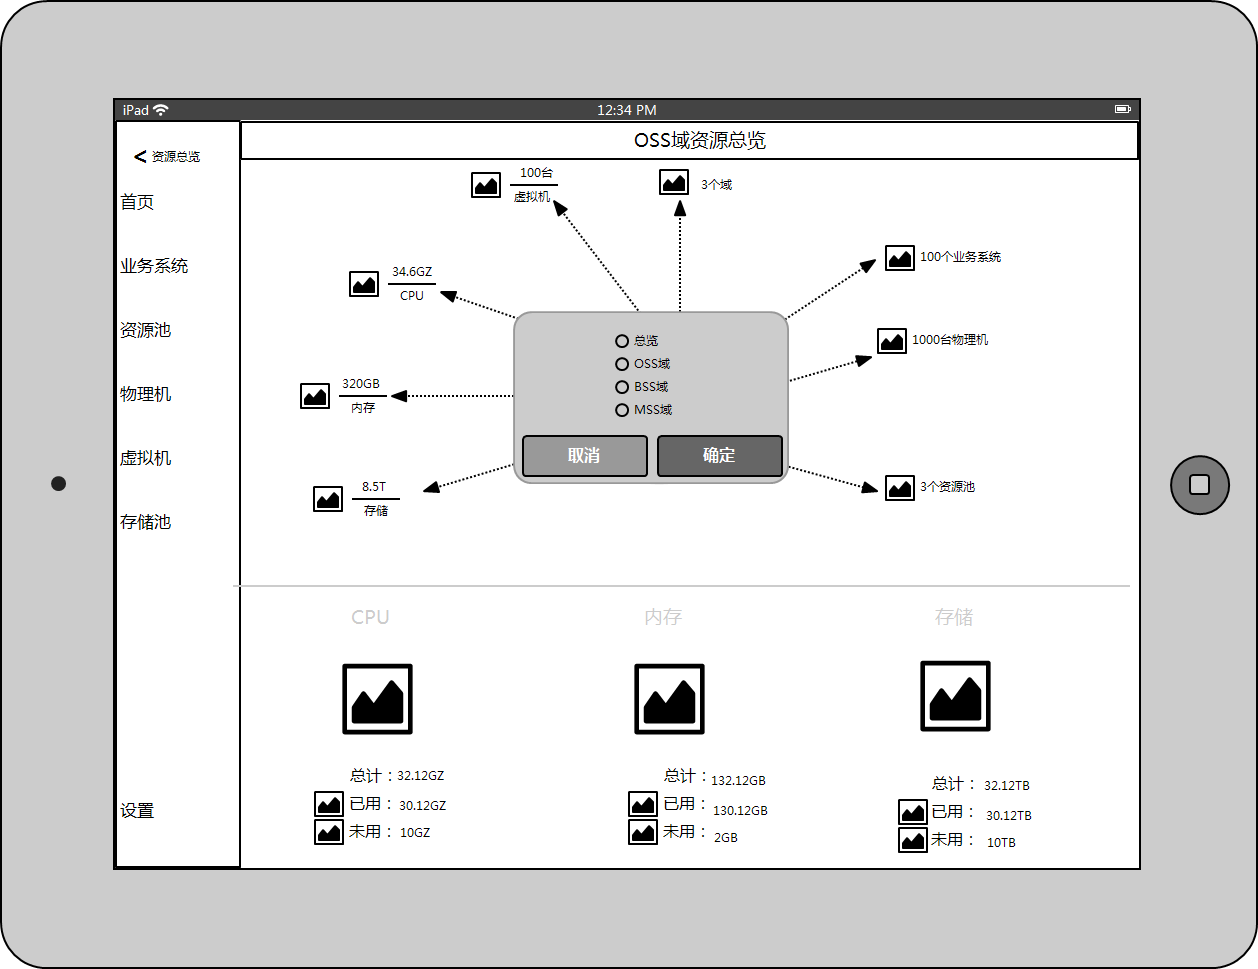 iPad 12:34 PM
< 资源总览
首页
业务系统
资源池
物理机
虚拟机
存储池
设置
OSS域资源总览
100台
虚拟机
3个域
34.6GZ
CPU
100个业务系统
1000台物理机
320GB
内存
8.5T
存储
3个资源池
总览
OSS域
BSS域
MSS域
取消 确定
CPU
总计：32.12GZ
已用：30.12GZ
未用：10GZ
内存
总计：132.12GB
已用：130.12GB
未用：2GB
存储
总计：32.12TB
已用：30.12TB
未用：10TB